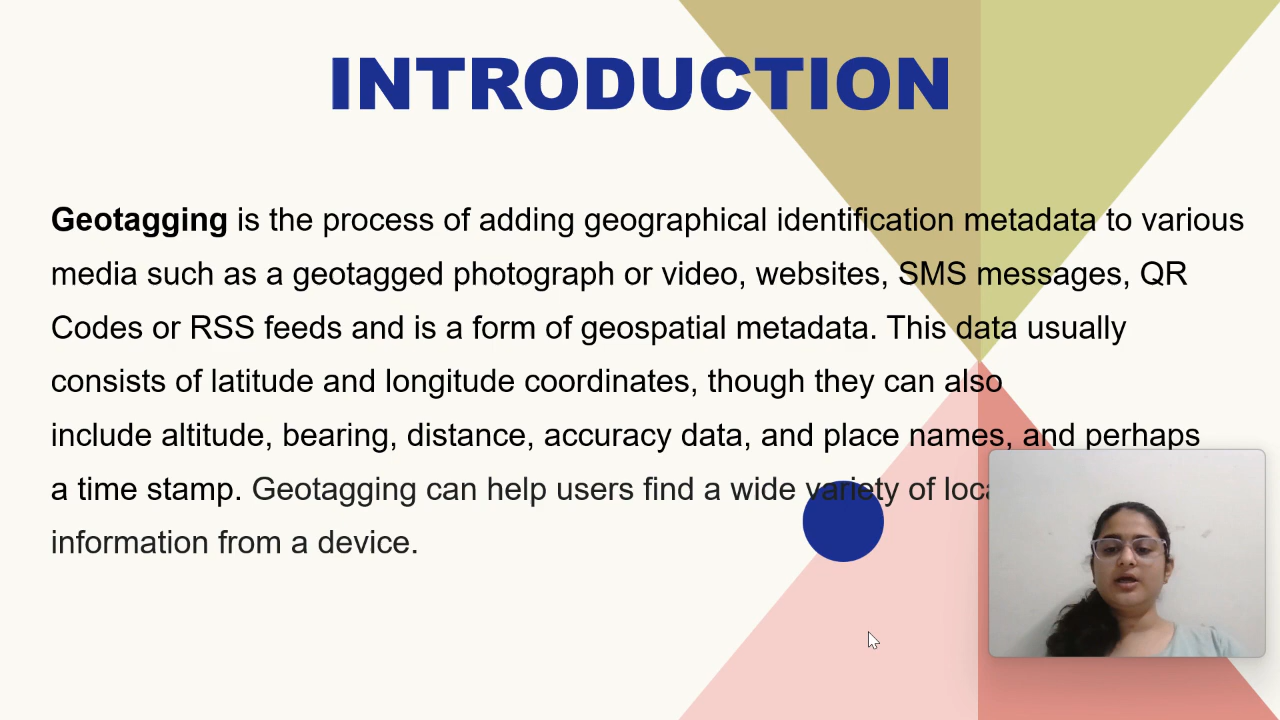 INTRODUCTION
Geotagging is the process of adding geographical identification metadata to various
media such as a geotagged photograph or video, websites, SMS messages, QR
Codes or RSS feeds and is a form of geospatial metadata. This data usually
consists of latitude and longitude coordinates, though they can also
include altitude, bearing, distance, accuracy data, and place names, and perhaps
a time stamp. Geotagging can help users find a wide variety of
information from a device.